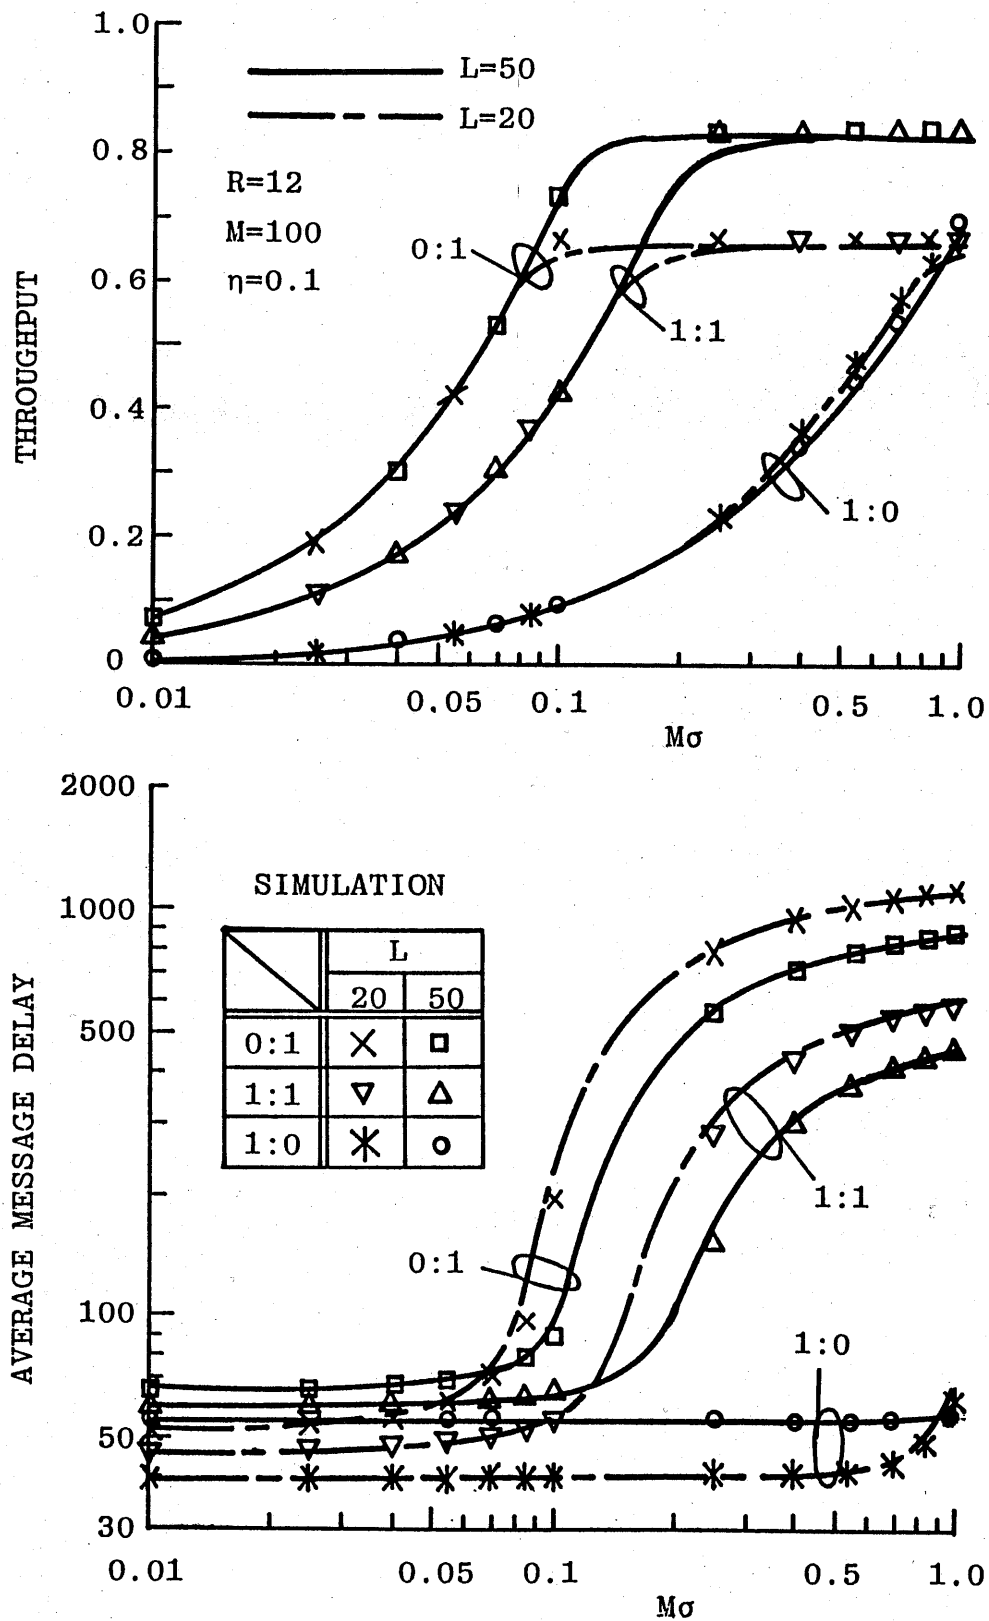 1.0
L=50
L=20
0.8
R=12
M=100
0:1
0.6
η=0.1
1:1
THROUGHPUT
0.4
1:0
0.2
0
0.01 0.05 0.1 0.5 1.0
Mσ
2000
SIMULATION
1000
L
20 50
500
0:1
1:1
1:0
AVERAGE MESSAGE DELAY
1:1
0:1
100
1:0
50
30
0.01 0.05 0.1 0.5 1.0
Mσ